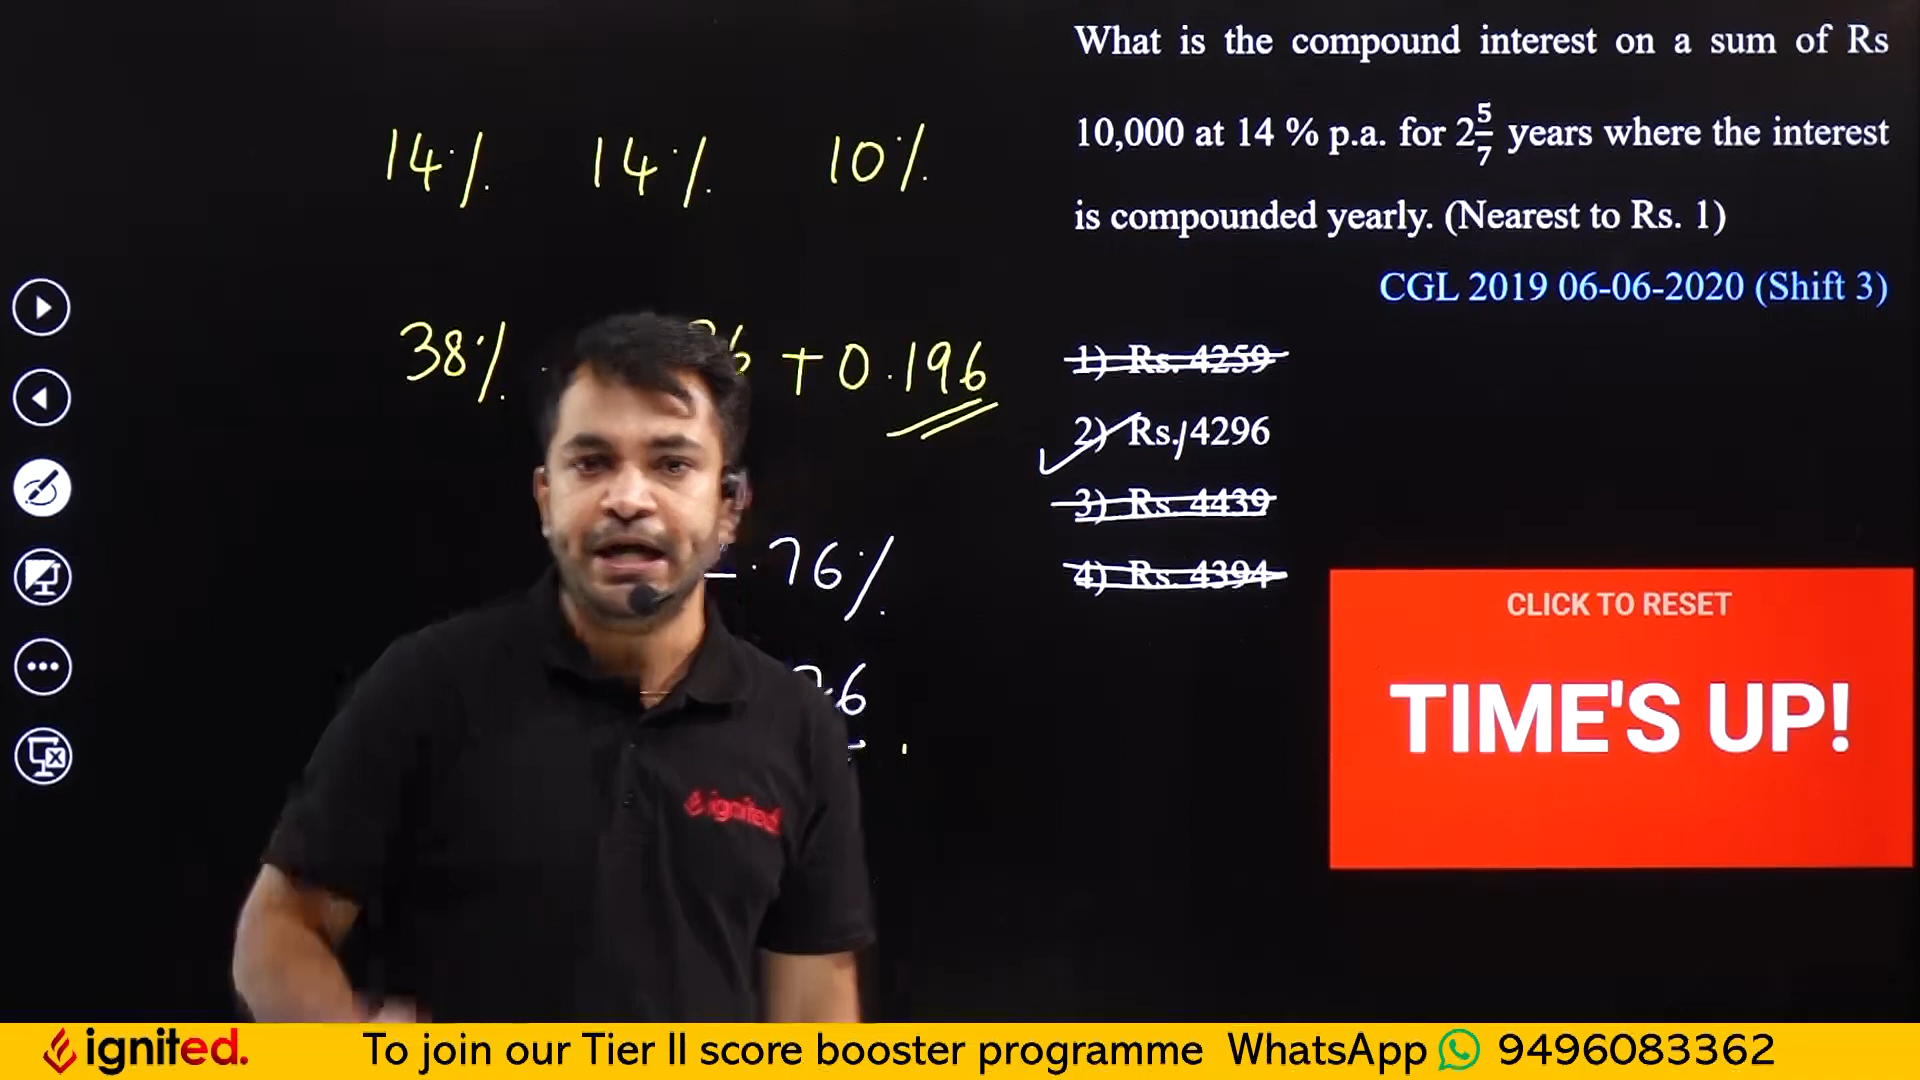 What is the compound interest on a sum of Rs
10,000 at 14 % p.a. for 2 5/7 years where the interest
is compounded yearly. (Nearest to Rs. 1)
CGL 2019 06-06-2020 (Shift 3)
1) Rs. 4259
2) Rs. 4296
3) Rs. 4439
4) Rs. 4394
14% 14% 10%
38% + 0.196
.76%
CLICK TO RESET
TIME'S UP!
ignited.
ignited.
To join our Tier II score booster programme WhatsApp 9496083362